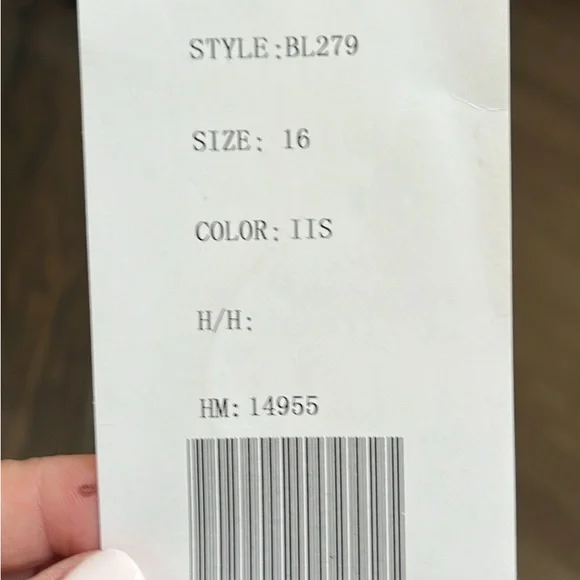 STYLE:BL279
SIZE: 16
COLOR: IIS
H/H:
HM: 14955